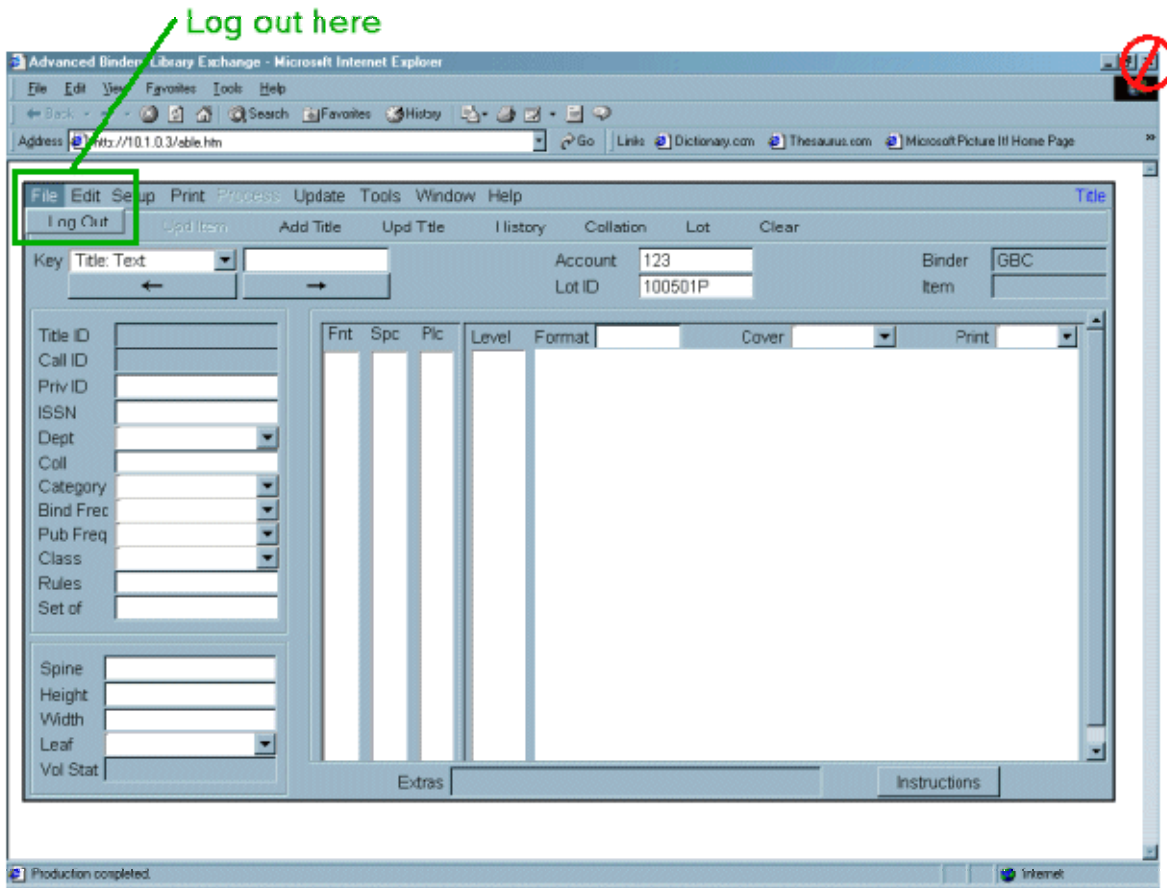 Log out here
Advanced Bindery Library Exchange - Microsoft Internet Explorer
File Edit View Favorites Tools Help
Back Search Favorites History
Address http://10.1.0.3/able.htm Go Links Dictionary.com Thesaurus.com Microsoft Picture It! Home Page »
File Edit Setup Print Process Update Tools Window Help Title
Log Out Upd Item Add Title Upd Title History Collation Lot Clear
Key Title: Text Account 123 Binder GBC
← → Lot ID 100501P Item
Title ID Fnt Spc Plc Level Format Cover Print
Call ID
Priv ID
ISSN
Dept
Coll
Category
Bind Frec
Pub Freq
Class
Rules
Set of
Spine
Height
Width
Leaf
Vol Stat
Extras Instructions
Production completed. Internet